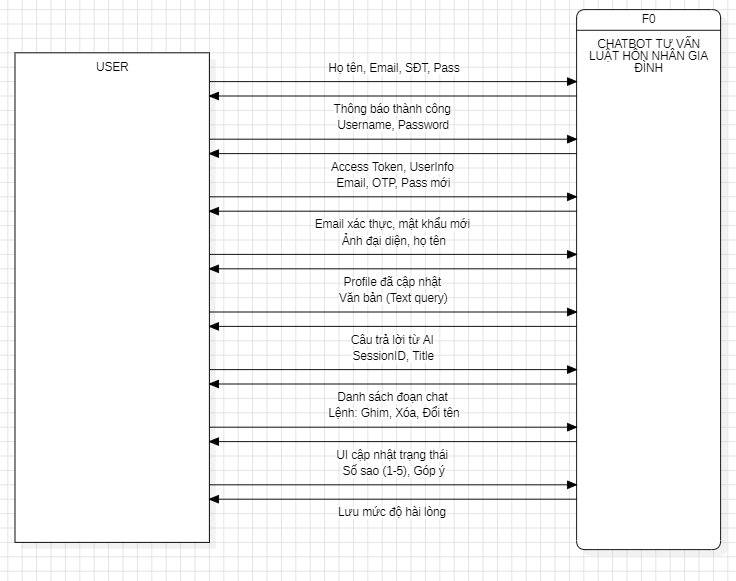 F0
CHATBOT TƯ VẤN
LUẬT HÔN NHÂN GIA
ĐÌNH
USER
Họ tên, Email, SĐT, Pass
Thông báo thành công
Username, Password
Access Token, UserInfo
Email, OTP, Pass mới
Email xác thực, mật khẩu mới
Ảnh đại diện, họ tên
Profile đã cập nhật
Văn bản (Text query)
Câu trả lời từ AI
SessionID, Title
Danh sách đoạn chat
Lệnh: Ghim, Xóa, Đổi tên
UI cập nhật trạng thái
Số sao (1-5), Góp ý
Lưu mức độ hài lòng